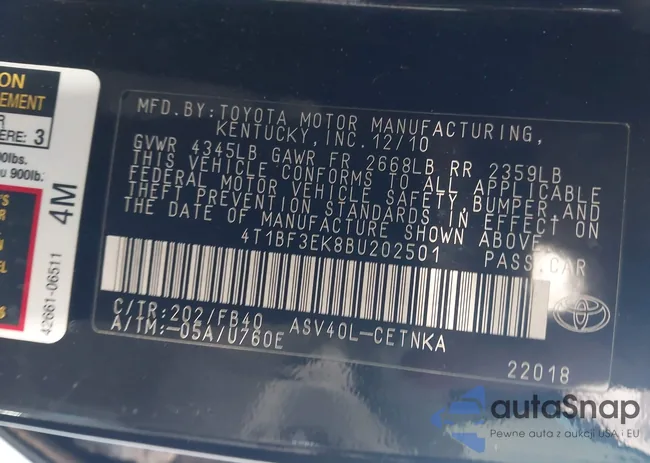 ON
EMENT
R
ERE: 3
00lbs.
u 900lb.
4M
42661-06511
MFD.BY:TOYOTA MOTOR MANUFACTURING,
KENTUCKY,INC.12/10
GVWR 4345LB GAWR FR 2668LB RR 2359LB
THIS VEHICLE CONFORMS TO ALL APPLICABLE
FEDERAL MOTOR VEHICLE SAFETY,BUMPER,AND
THEFT PREVENTION STANDARDS IN EFFECT ON
THE DATE OF MANUFACTURE SHOWN ABOVE.
4T1BF3EK8BU202501 PASS.CAR
C/TR:202/FB40 ASV40L-CETNKA
A/TM:-05A/U760E
22018
TOYOTA
autaSnap
Pewne auta z aukcji USA i EU